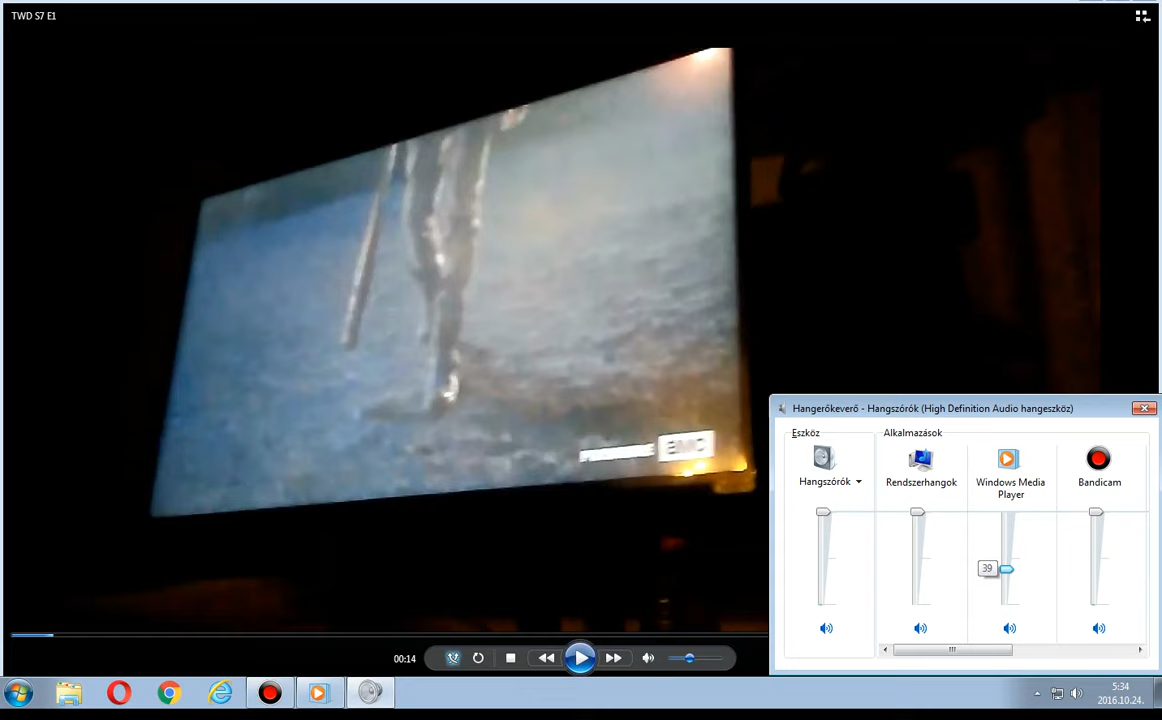 TWD S7 E1
Hangerőkeverő - Hangszórók (High Definition Audio hangeszköz)
Eszköz
Alkalmazások
Hangszórók
Rendszerhangok
Windows Media
Player
Bandicam
39
00:14
5:34
2016.10.24.